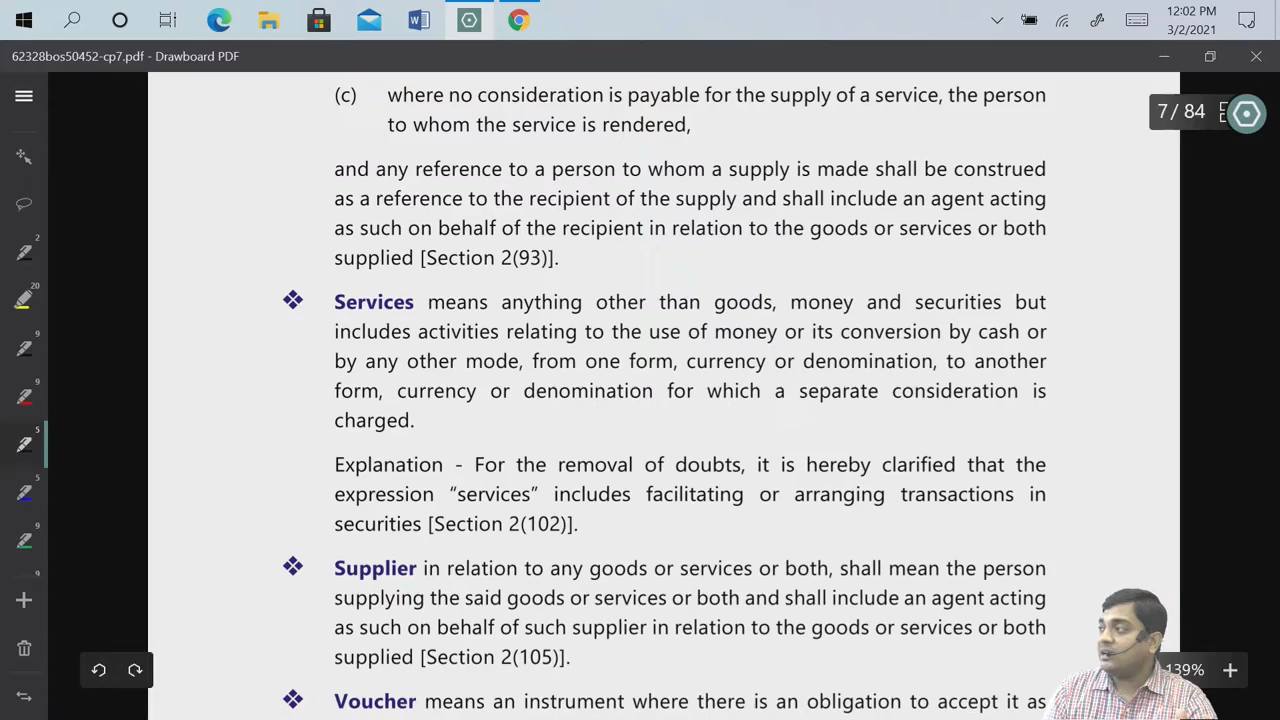 12:02 PM
3/2/2021
62328bos50452-cp7.pdf - Drawboard PDF
(c) where no consideration is payable for the supply of a service, the person
to whom the service is rendered,
7 / 84
and any reference to a person to whom a supply is made shall be construed
as a reference to the recipient of the supply and shall include an agent acting
as such on behalf of the recipient in relation to the goods or services or both
supplied [Section 2(93)].
❖ Services means anything other than goods, money and securities but
includes activities relating to the use of money or its conversion by cash or
by any other mode, from one form, currency or denomination, to another
form, currency or denomination for which a separate consideration is
charged.
Explanation - For the removal of doubts, it is hereby clarified that the
expression “services” includes facilitating or arranging transactions in
securities [Section 2(102)].
❖ Supplier in relation to any goods or services or both, shall mean the person
supplying the said goods or services or both and shall include an agent acting
as such on behalf of such supplier in relation to the goods or services or both
supplied [Section 2(105)].
❖ Voucher means an instrument where there is an obligation to accept it as
2
20
9
9
5
5
9
9
139%